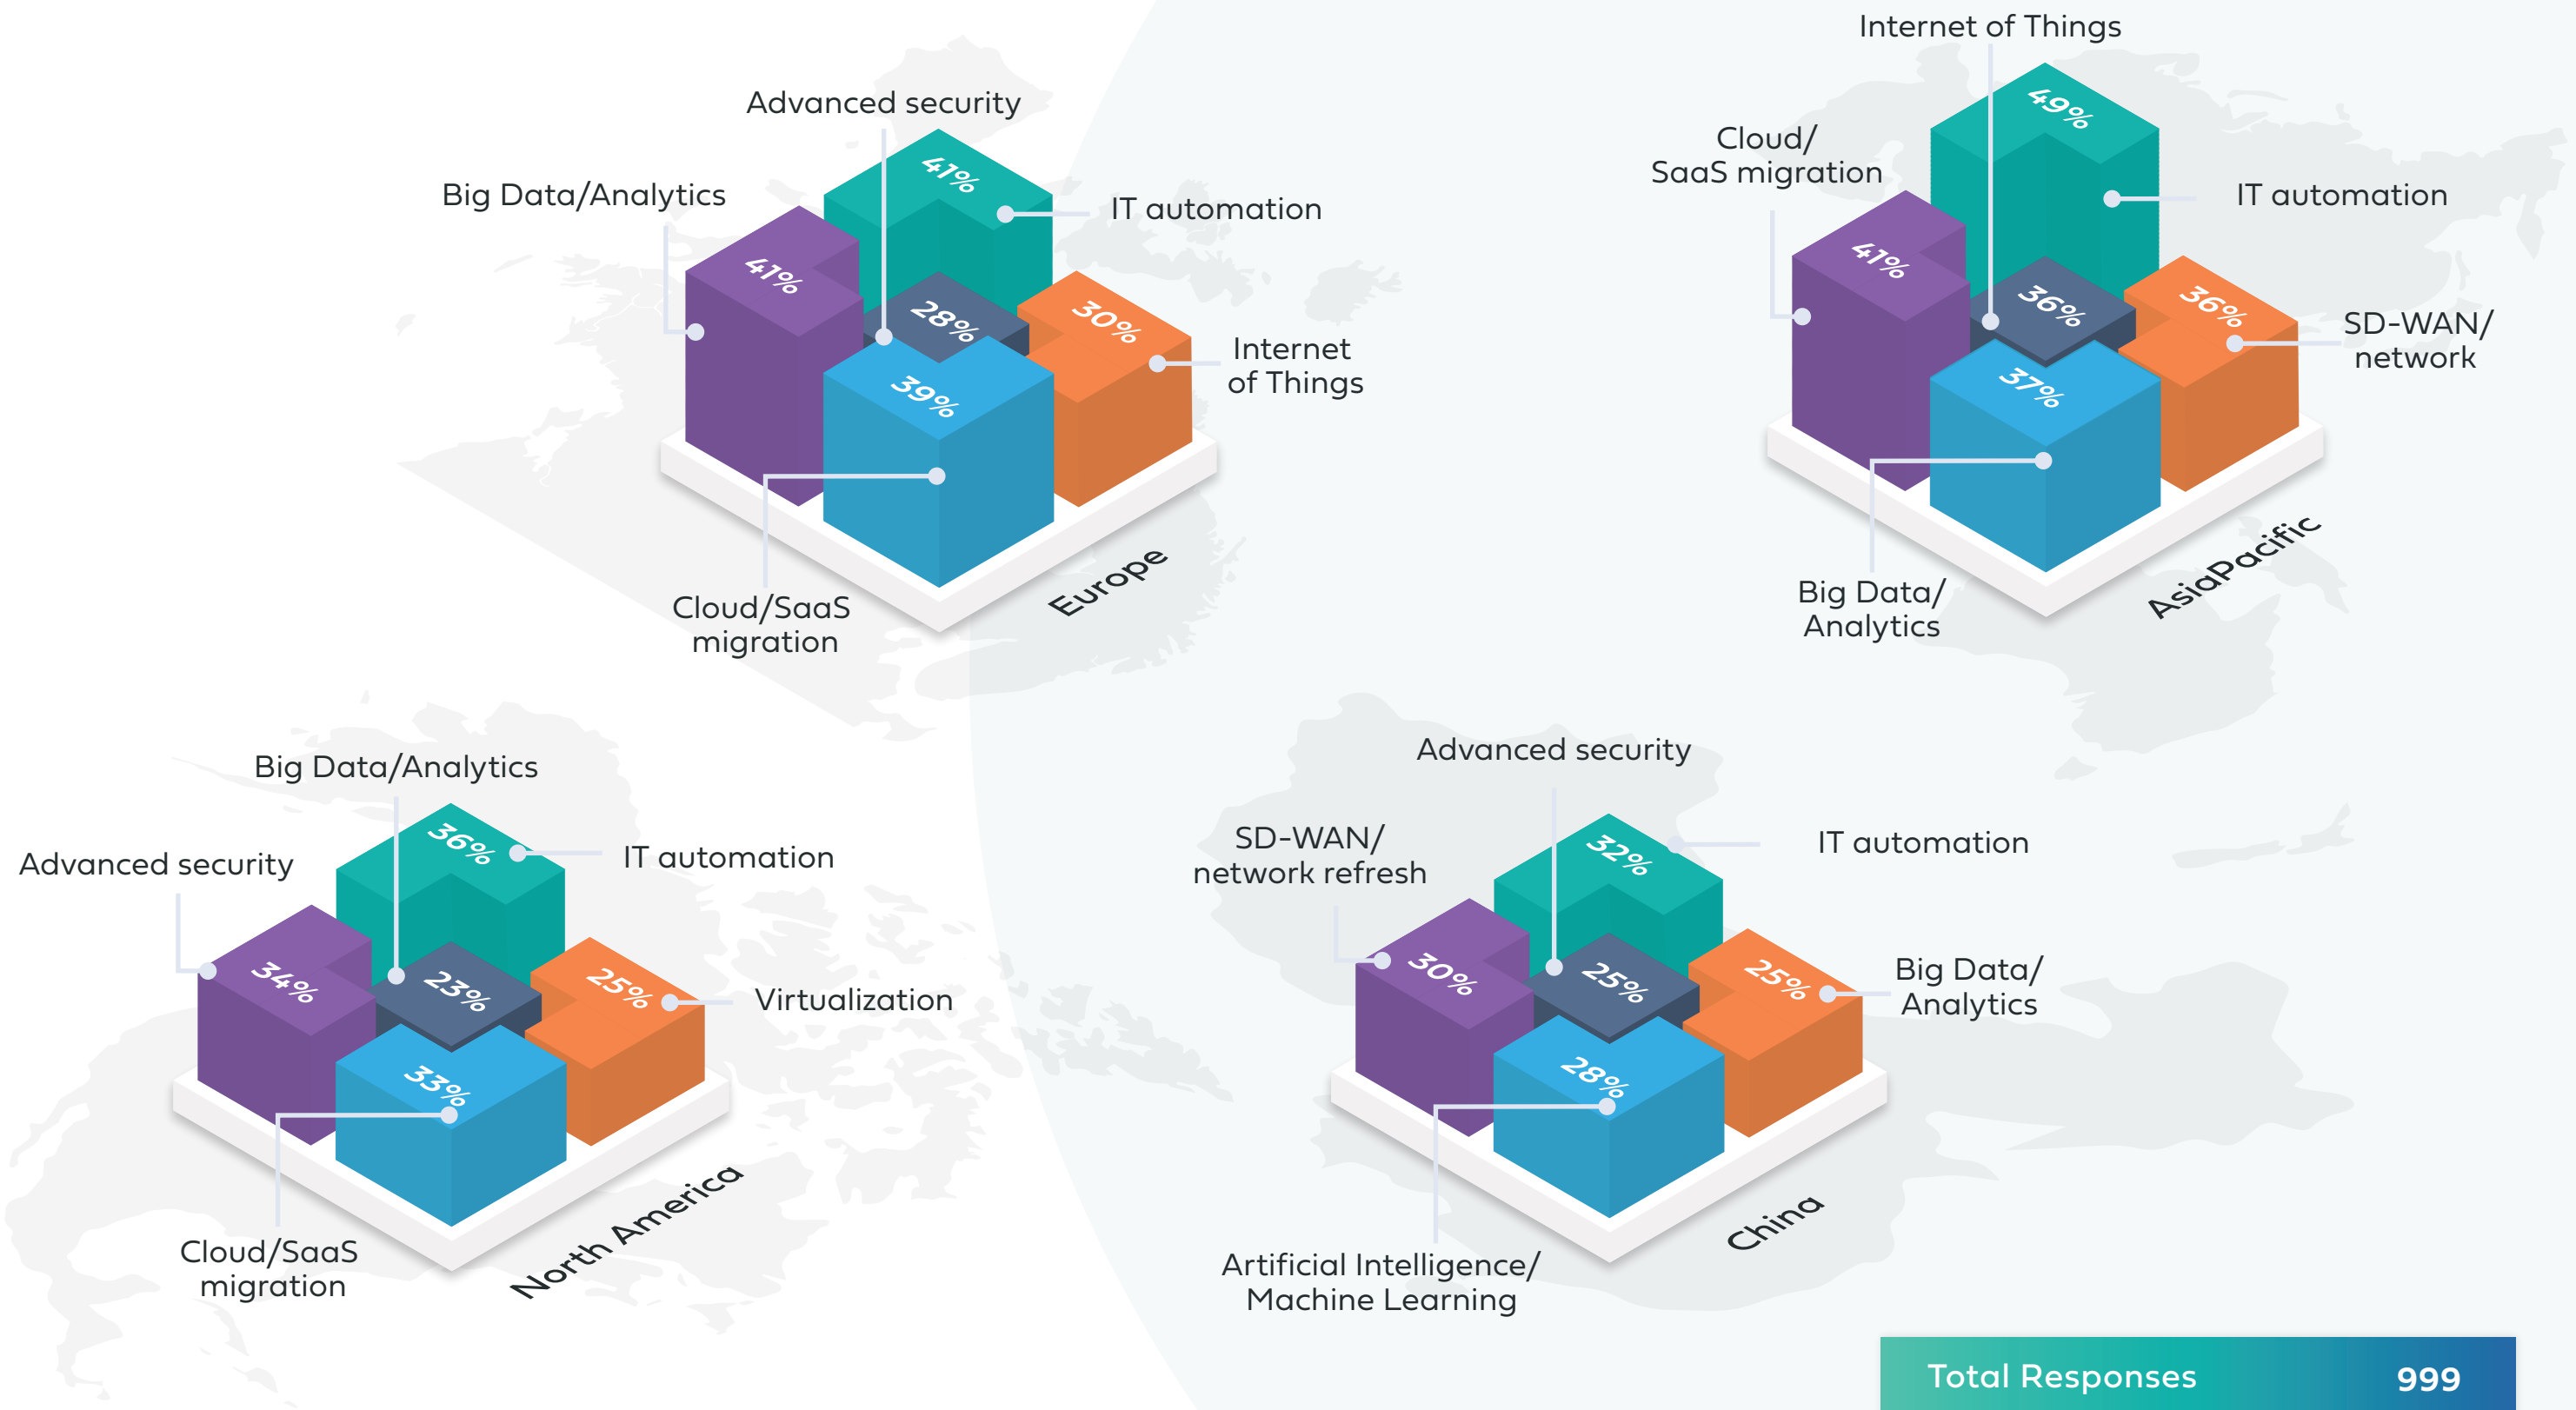 Advanced security
Big Data/Analytics
41%
IT automation
41%
28%
30%
Internet
of Things
39%
Cloud/SaaS
migration
Europe
Internet of Things
49%
Cloud/
SaaS migration
IT automation
41%
36%
36%
SD-WAN/
network
37%
Big Data/
Analytics
AsiaPacific
Big Data/Analytics
36%
IT automation
Advanced security
34%
23%
25%
Virtualization
33%
Cloud/SaaS
migration
North America
Advanced security
SD-WAN/
network refresh
32%
IT automation
30%
25%
25%
Big Data/
Analytics
28%
Artificial Intelligence/
Machine Learning
China
Total Responses 999